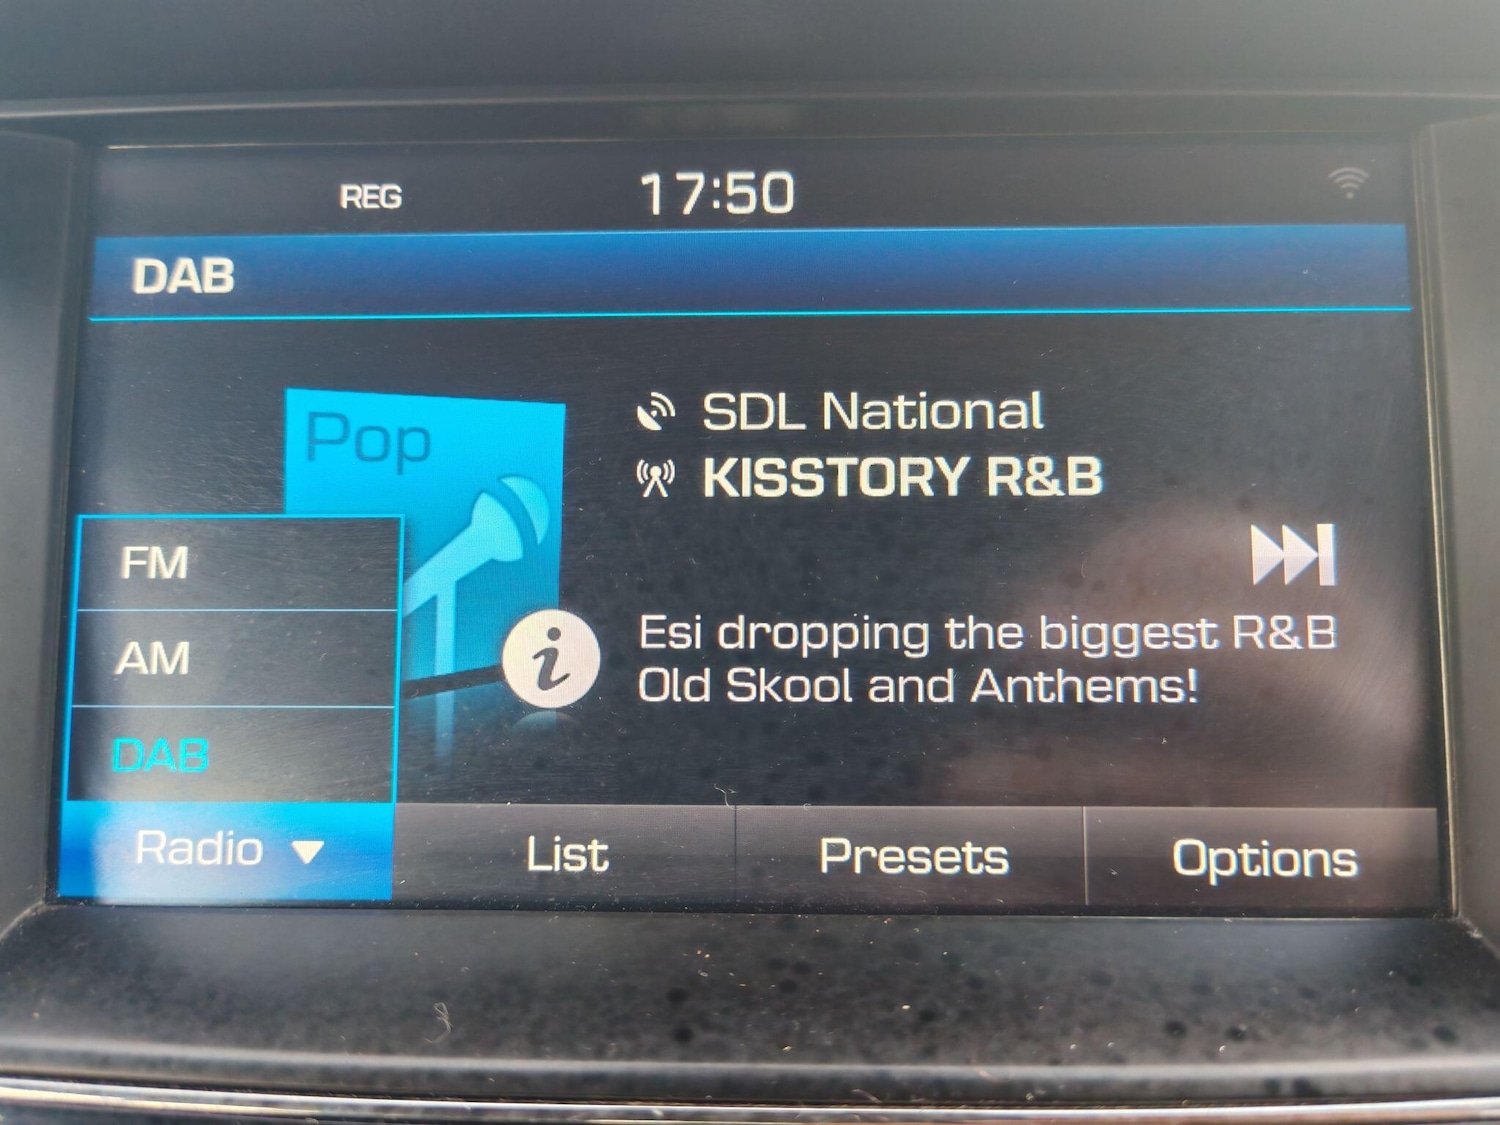 REG
17:50
DAB
Pop
SDL National
KISSTORY R&B
Esi dropping the biggest R&B
Old Skool and Anthems!
FM
AM
DAB
Radio
List
Presets
Options